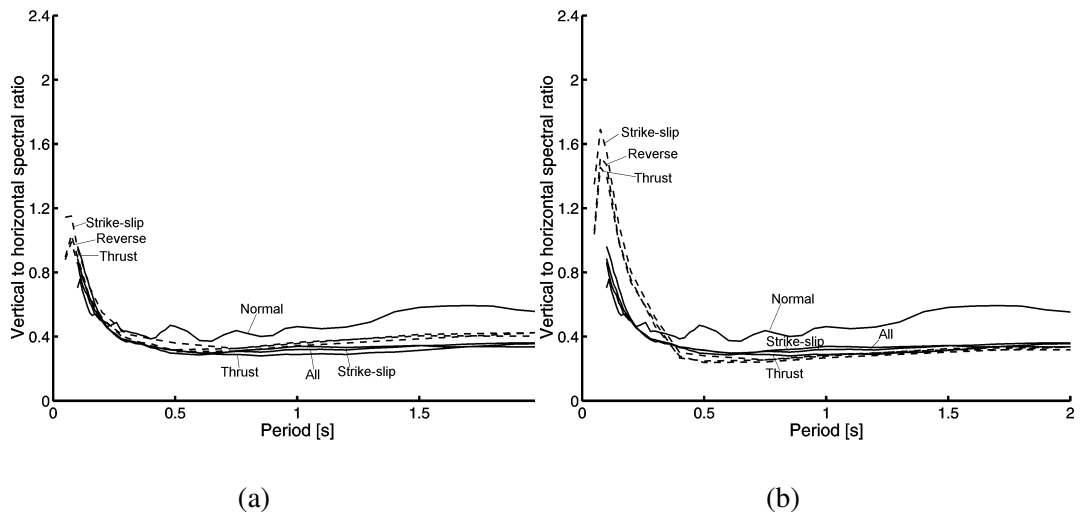 Vertical to horizontal spectral ratio
2.4
2
1.6
1.2
0.8
0.4
0
Strike-slip
Reverse
Thrust
Normal
Thrust
All
Strike-slip
0
0.5
1
1.5
Period [s]
(a)
Vertical to horizontal spectral ratio
2.4
2
1.6
1.2
0.8
0.4
0
Strike-slip
Reverse
Thrust
Normal
Strike-slip
All
Thrust
0
0.5
1
1.5
2
Period [s]
(b)